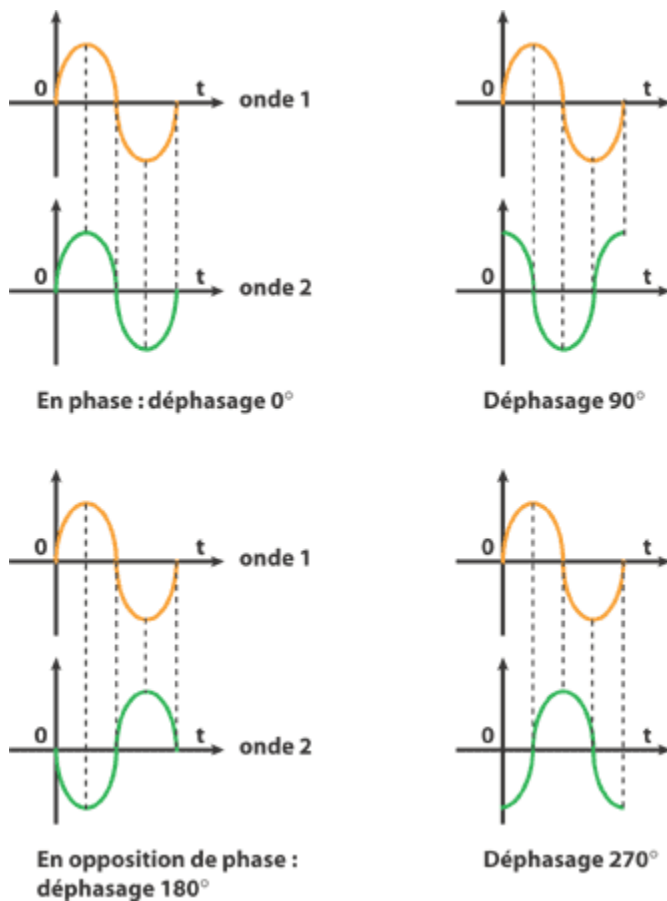 0 t onde 1
0 t
0 t onde 2
0 t
En phase : déphasage 0°
Déphasage 90°
0 t onde 1
0 t
0 t onde 2
0 t
En opposition de phase :
déphasage 180°
Déphasage 270°